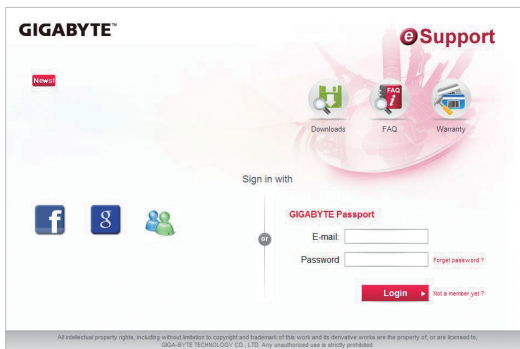 GIGABYTE™
eSupport
News!
FAQ
Downloads
FAQ
Warranty
Sign in with
GIGABYTE Passport
or
E-mail:
Password
Forget password ?
Login
Not a member yet ?
All intellectual property rights, including without limitation to copyright and trademark of this work and its derivative works are the property of, or are licensed to,
GIGA-BYTE TECHNOLOGY CO., LTD. Any unauthorized use is strictly prohibited.